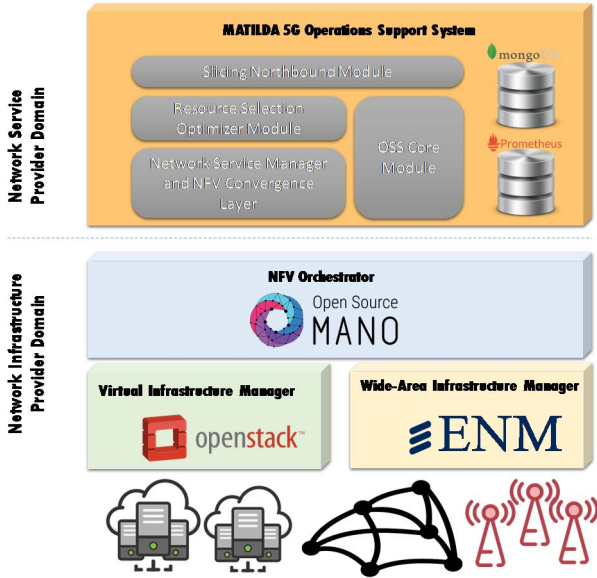 MATILDA 5G Operations Support System
mongoDB
Slicing Northbound Module
Resource Selection
Optimizer Module
OSS Core
Module
Prometheus
Network Service Manager
and NFV Convergence
Layer
Network Service
Provider Domain
NFV Orchestrator
Open Source
MANO
Network Infrastructure
Provider Domain
Virtual Infrastructure Manager
openstack™
Wide-Area Infrastructure Manager
ENM